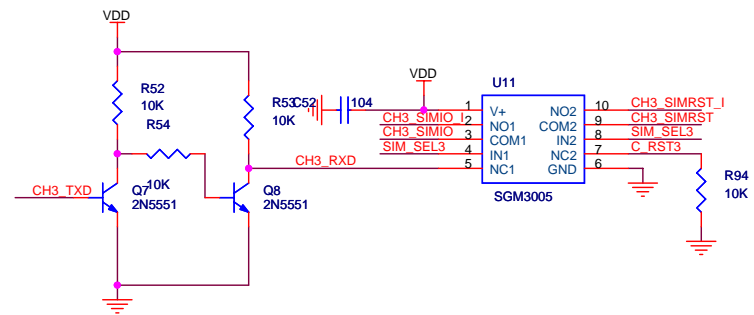 VDD
R52
10K
R54
10K
CH3_TXD
Q7
2N5551
R53
10K
Q8
2N5551
CH3_RXD
C52
104
VDD
U11
CH3_SIMIO_I
CH3_SIMIO
SIM_SEL3
1 V+ NO2 10
2 NO1 COM2 9
3 COM1 IN2 8
4 IN1 NC2 7
5 NC1 GND 6
SGM3005
CH3_SIMRST_I
CH3_SIMRST
SIM_SEL3
C_RST3
R94
10K